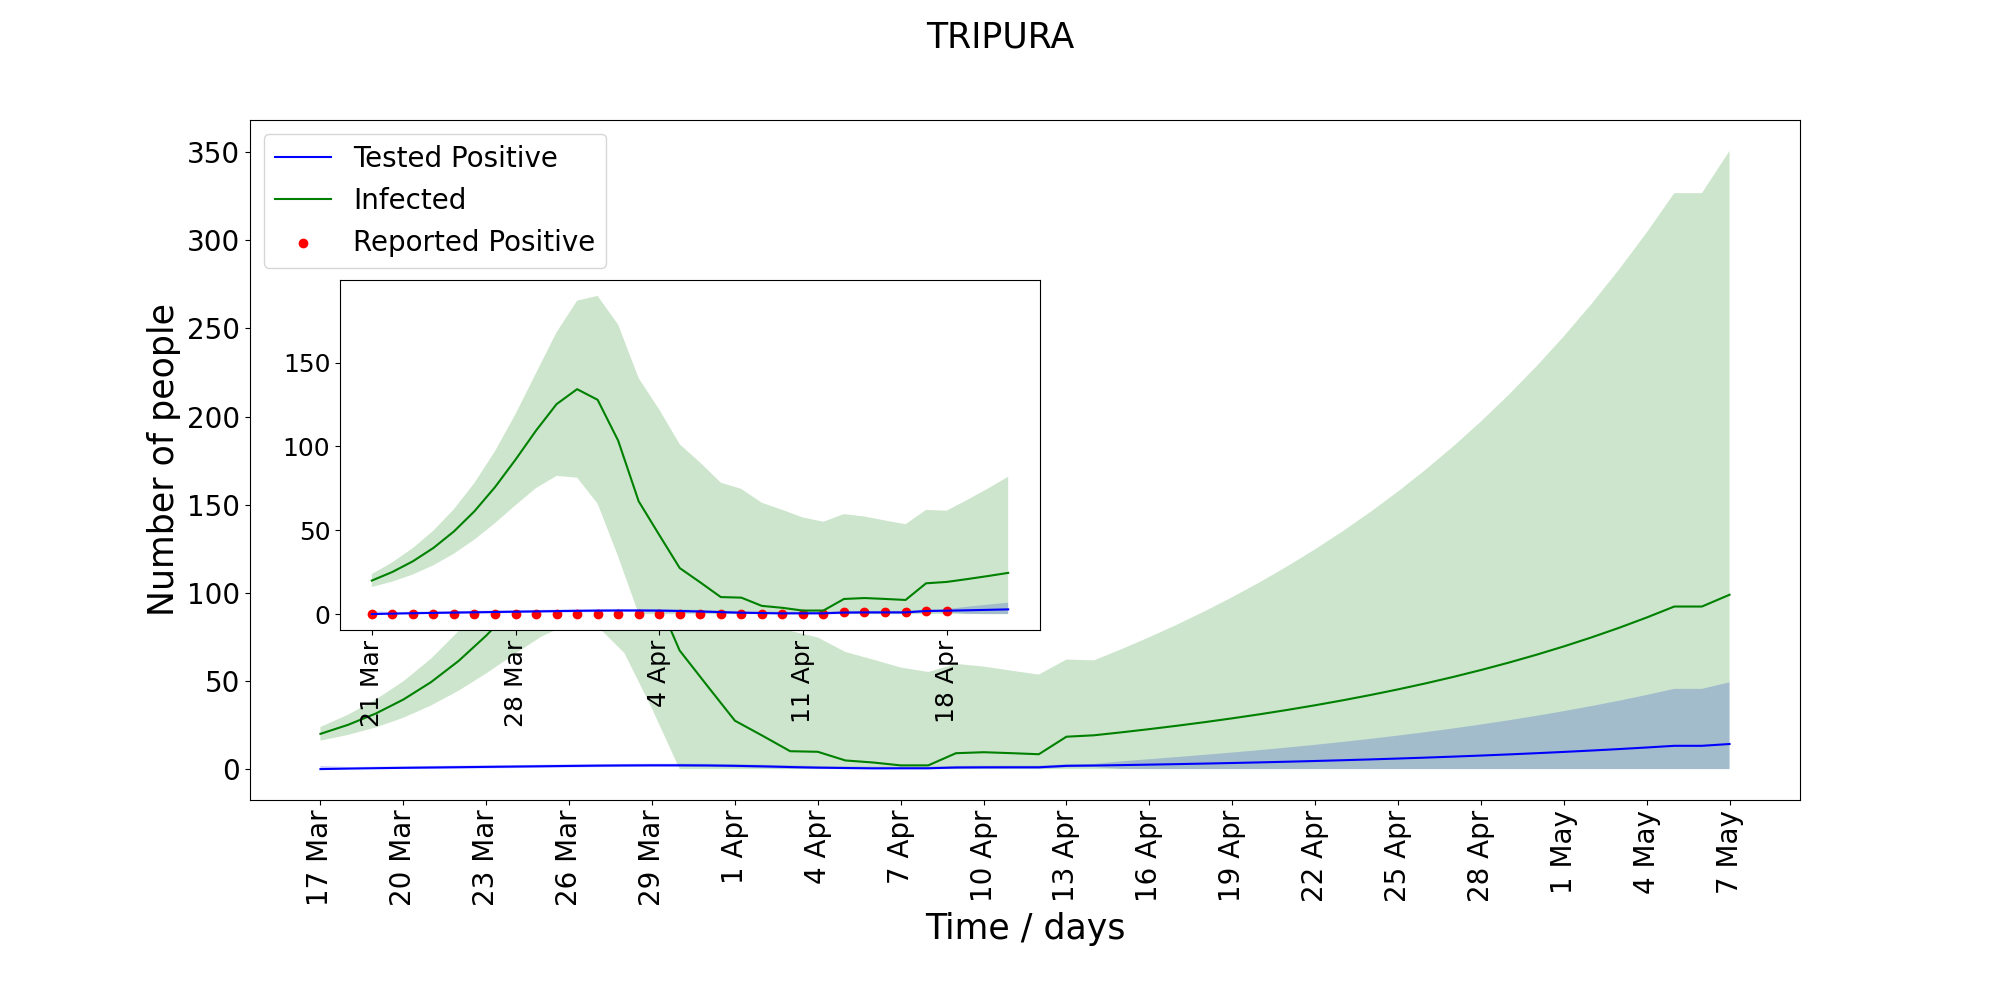 TRIPURA
Tested Positive
Infected
Reported Positive
Number of people
350
300
250
200
150
100
50
0
150
100
50
0
21 Mar
28 Mar
4 Apr
11 Apr
18 Apr
17 Mar
20 Mar
23 Mar
26 Mar
29 Mar
1 Apr
4 Apr
7 Apr
10 Apr
13 Apr
16 Apr
19 Apr
22 Apr
25 Apr
28 Apr
1 May
4 May
7 May
Time / days